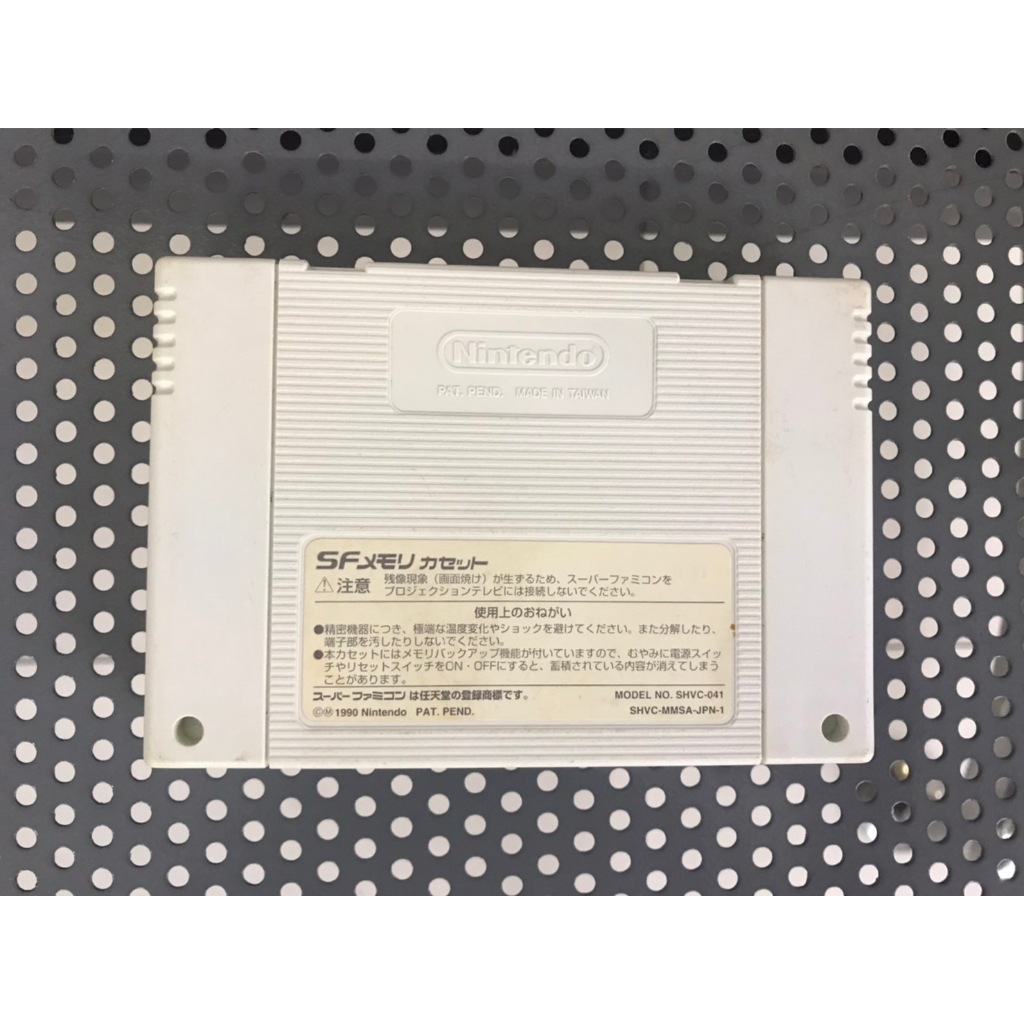 Nintendo
PAT. PEND. MADE IN TAIWAN
SFメモリ カセット
⚠注意 残像現象（画面焼け）が生ずるため、スーパーファミコンを
プロジェクションテレビには接続しないでください。
使用上のおねがい
●精密機器につき、極端な温度変化やショックを避けてください。また分解したり、
端子部を汚したりしないでください。
●本カセットにはメモリバックアップ機能が付いていますので、むやみに電源スイッ
チやリセットスイッチをON・OFFにすると、蓄積されている内容が消えてしまう
ことがあります。
スーパーファミコンは任天堂の登録商標です。 MODEL NO. SHVC-041
©Ⓜ1990 Nintendo PAT. PEND. SHVC-MMSA-JPN-1